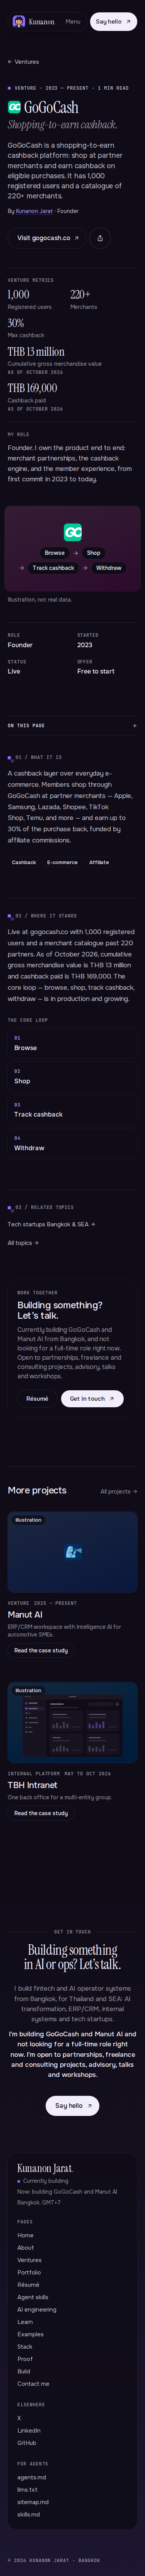 Kunanon
Menu
Say hello ↗
← Ventures
VENTURE · 2023 — PRESENT · 1 MIN READ
GoGoCash
Shopping-to-earn cashback.
GoGoCash is a shopping-to-earn
cashback platform: shop at partner
merchants and earn cashback on
eligible purchases. It has 1,000
registered users and a catalogue of
220+ merchants.
By Kunanon Jarat · Founder
Visit gogocash.co ↗
VENTURE METRICS
1,000
Registered users
220+
Merchants
30%
Max cashback
THB 13 million
Cumulative gross merchandise value
AS OF OCTOBER 2026
THB 169,000
Cashback paid
AS OF OCTOBER 2026
MY ROLE
Founder. I own the product end to end:
merchant partnerships, the cashback
engine, and the member experience, from
first commit in 2023 to today.
Browse → Shop
→ Track cashback → Withdraw
Illustration, not real data.
ROLE
Founder
STARTED
2023
STATUS
Live
OFFER
Free to start
ON THIS PAGE +
01 / WHAT IT IS
A cashback layer over everyday e-
commerce. Members shop through
GoGoCash at partner merchants — Apple,
Samsung, Lazada, Shopee, TikTok
Shop, Temu, and more — and earn up to
30% of the purchase back, funded by
affiliate commissions.
Cashback
E-commerce
Affiliate
02 / WHERE IT STANDS
Live at gogocash.co with 1,000 registered
users and a merchant catalogue past 220
partners. As of October 2026, cumulative
gross merchandise value is THB 13 million
and cashback paid is THB 169,000. The
core loop — browse, shop, track cashback,
withdraw — is in production and growing.
THE CORE LOOP
01
Browse
02
Shop
03
Track cashback
04
Withdraw
03 / RELATED TOPICS
Tech startups Bangkok & SEA →
All topics →
WORK TOGETHER
Building something?
Let's talk.
Currently building GoGoCash and
Manut AI from Bangkok, and not
looking for a full-time role right now.
Open to partnerships, freelance and
consulting projects, advisory, talks
and workshops.
Résumé
Get in touch ↗
More projects
All projects →
Illustration
VENTURE 2025 — PRESENT
Manut AI
ERP/CRM workspace with Intelligence AI for
automotive SMEs.
Read the case study
Illustration
INTERNAL PLATFORM MAY TO OCT 2026
TBH Intranet
One back office for a multi-entity group.
Read the case study
GET IN TOUCH
Building something
in AI or ops? Let's talk.
I build fintech and AI operator systems
from Bangkok, for Thailand and SEA: AI
transformation, ERP/CRM, internal
systems and tech startups.
I'm building GoGoCash and Manut AI and
not looking for a full-time role right
now. I'm open to partnerships, freelance
and consulting projects, advisory, talks
and workshops.
Say hello ↗
Kunanon Jarat.
Currently building
Now: building GoGoCash and Manut AI
Bangkok, GMT+7
PAGES
Home
About
Ventures
Portfolio
Résumé
Agent skills
AI engineering
Learn
Examples
Stack
Proof
Build
Contact me
ELSEWHERE
X
LinkedIn
GitHub
FOR AGENTS
agents.md
llms.txt
sitemap.md
skills.md
© 2026 KUNANON JARAT · BANGKOK